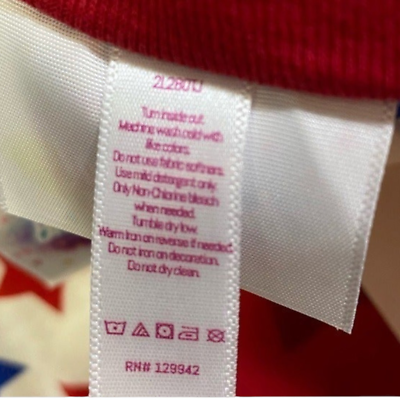 2L2801J
Turn inside out.
Machine wash cold with
like colors.
Do not use fabric softeners.
Use mild detergent only.
Only Non-Chlorine bleach
when needed.
Tumble dry low.
Warm iron on reverse if needed.
Do not iron on decoration.
Do not dry clean.
RN# 129942